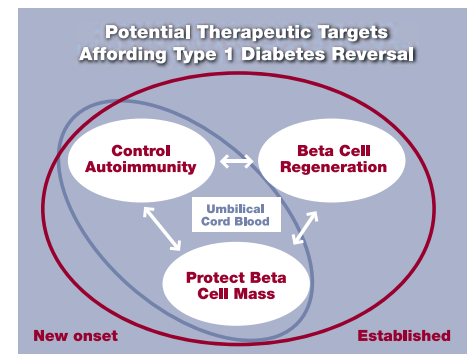 Potential Therapeutic Targets
Affording Type 1 Diabetes Reversal
Control
Autoimmunity
Beta Cell
Regeneration
Umbilical
Cord Blood
Protect Beta
Cell Mass
New onset
Established